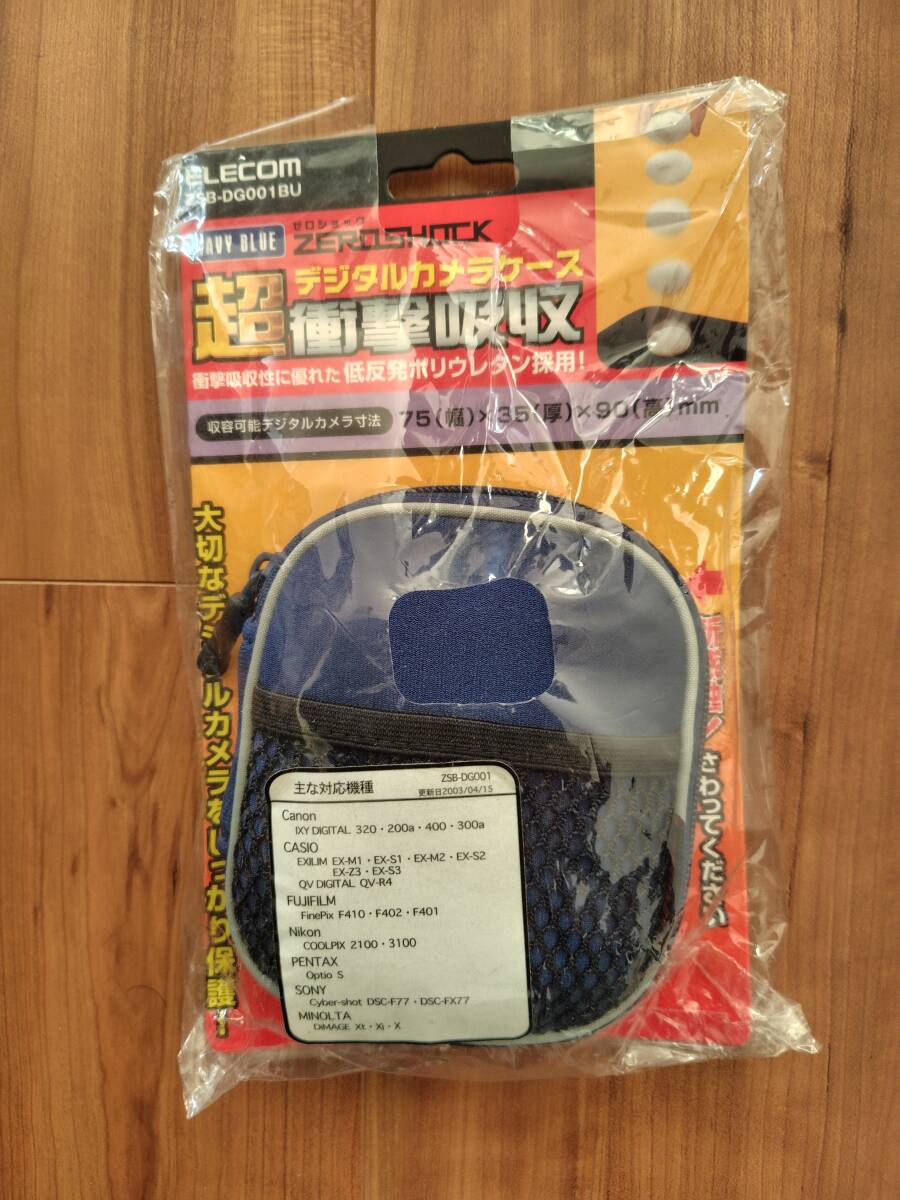 ELECOM
ZSB-DG001BU
NAVY BLUE
ゼロショック
ZEROSHOCK
デジタルカメラケース
超衝撃吸収
衝撃吸収性に優れた低反発ポリウレタン採用!
収容可能デジタルカメラ寸法 75(幅)×35(厚)×90(高)mm
大切なデジタルカメラをしっかり保護!
さわってください
主な対応機種
ZSB-DG001
更新日2003/04/15
Canon
IXY DIGITAL 320・200a・400・300a
CASIO
EXILIM EX-M1・EX-S1・EX-M2・EX-S2
EX-Z3・EX-S3
QV DIGITAL QV-R4
FUJIFILM
FinePix F410・F402・F401
Nikon
COOLPIX 2100・3100
PENTAX
Optio S
SONY
Cyber-shot DSC-F77・DSC-FX77
MINOLTA
DiMAGE Xt・Xi・X